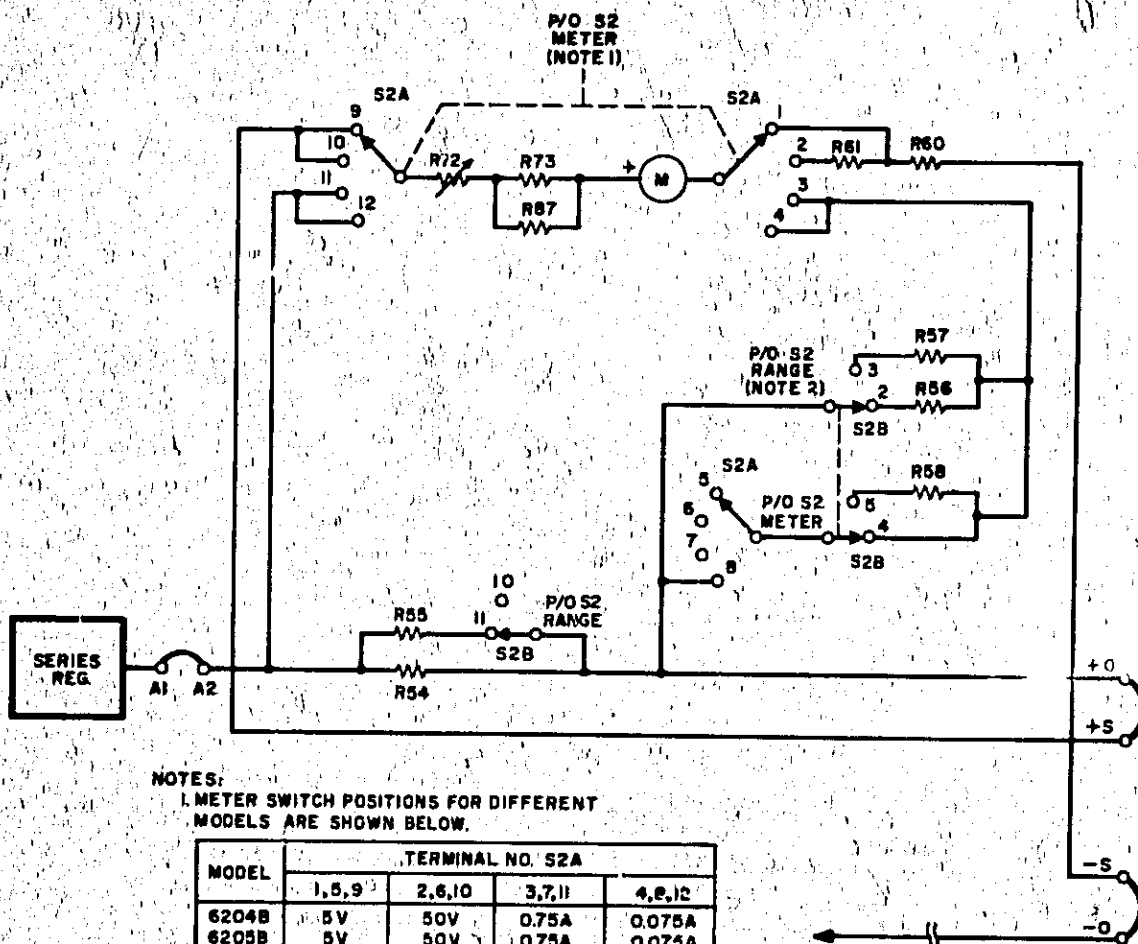 P/O S2
METER
(NOTE 1)
S2A
S2A
9
10
11
12
R72
R73
R87
+
M
1
2
3
4
R61
R60
P/O S2
RANGE
(NOTE 2)
3
2
R57
R56
S2B
S2A
5
6
7
8
P/O S2
METER
5
4
R58
S2B
10
11
P/O S2
RANGE
R55
S2B
R54
SERIES
REG.
A1
A2
+O
+S
-S
-O
NOTES:
1. METER SWITCH POSITIONS FOR DIFFERENT
MODELS ARE SHOWN BELOW.
MODEL TERMINAL NO. S2A
1,5,9 2,6,10 3,7,11 4,8,12
6204B 5V 50V 0.75A 0.075A
6205B 5V 50V 0.75A 0.075A